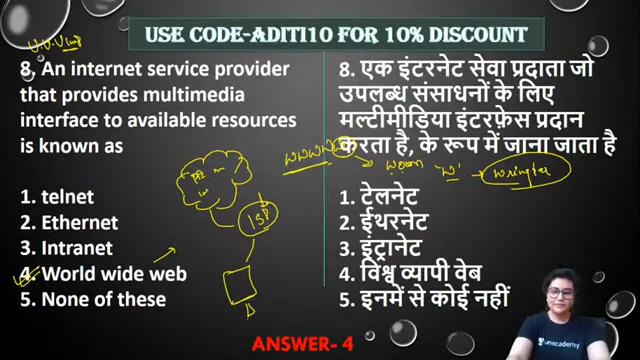 USE CODE-ADITI10 FOR 10% DISCOUNT
V.V.V imp
8. An internet service provider
that provides multimedia
interface to available resources
is known as
1. telnet
2. Ethernet
3. Intranet
4. World wide web
5. None of these
ISP
8. एक इंटरनेट सेवा प्रदाता जो
उपलब्ध संसाधनों के लिए
मल्टीमीडिया इंटरफ़ेस प्रदान
करता है, के रूप में जाना जाता है
1. टेलनेट
2. ईथरनेट
3. इंट्रानेट
4. विश्व व्यापी वेब
5. इनमें से कोई नहीं
ANSWER- 4
unacademy